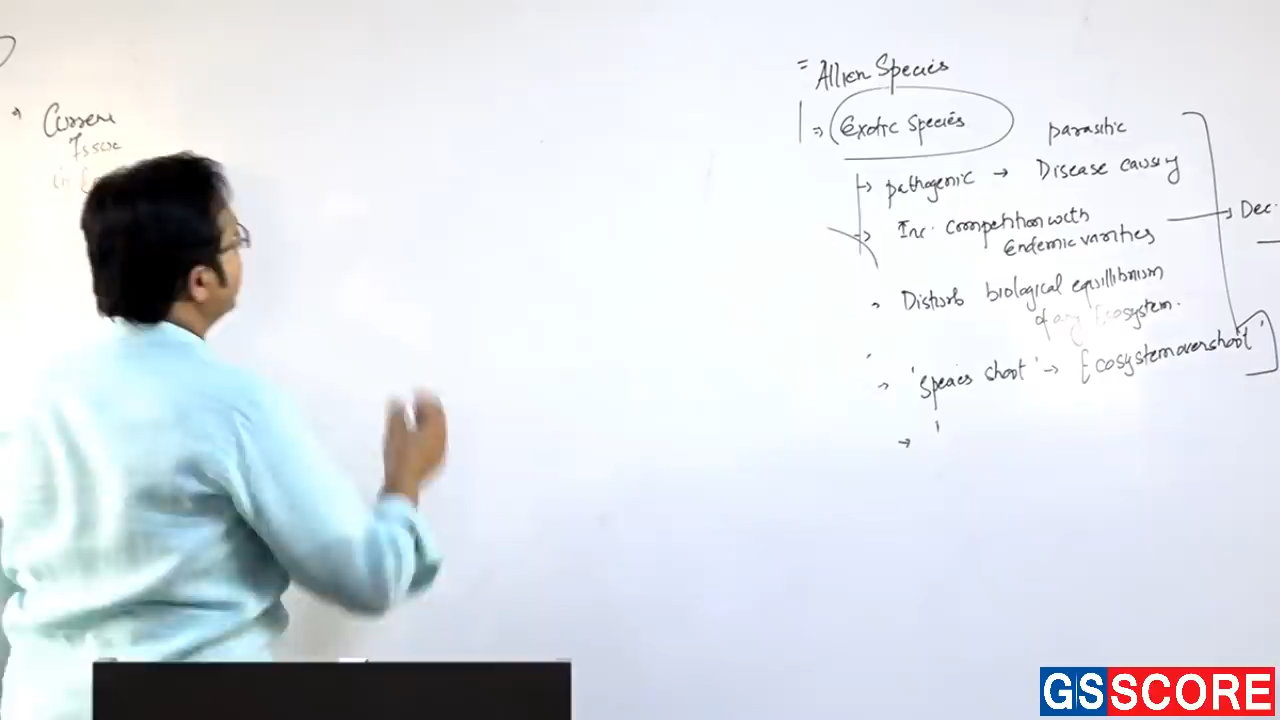 Curren
Issue
= Allien Species
⇒ Exotic Species
parasitic
→ pathogenic → Disease causing
→ Inc. competition with
Endemic varities
→ Dec.
→ Disturb biological equillibrium
of any Ecosystem.
→ 'Species shoot' → Ecosystem overshoot'
→
GSSCORE